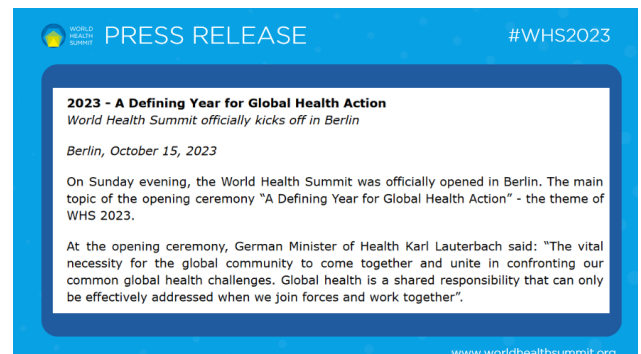 WORLD
HEALTH
SUMMIT
PRESS RELEASE
#WHS2023
2023 - A Defining Year for Global Health Action
World Health Summit officially kicks off in Berlin
Berlin, October 15, 2023
On Sunday evening, the World Health Summit was officially opened in Berlin. The main
topic of the opening ceremony “A Defining Year for Global Health Action” - the theme of
WHS 2023.
At the opening ceremony, German Minister of Health Karl Lauterbach said: “The vital
necessity for the global community to come together and unite in confronting our
common global health challenges. Global health is a shared responsibility that can only
be effectively addressed when we join forces and work together”.
www.worldhealthsummit.org